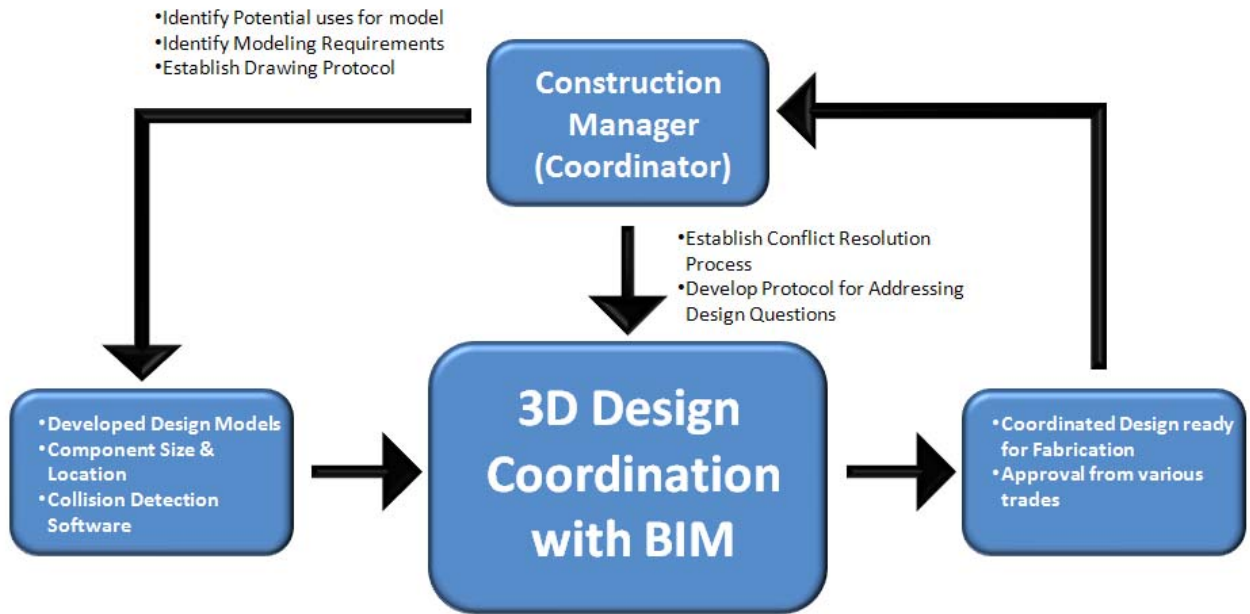 •Identify Potential uses for model
•Identify Modeling Requirements
•Establish Drawing Protocol
Construction
Manager
(Coordinator)
•Establish Conflict Resolution
Process
•Develop Protocol for Addressing
Design Questions
•Developed Design Models
•Component Size &
Location
•Collision Detection
Software
3D Design
Coordination
with BIM
•Coordinated Design ready
for Fabrication
•Approval from various
trades